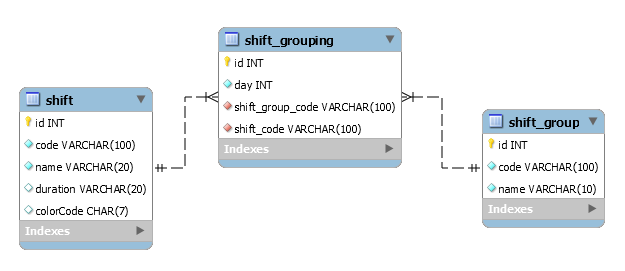 shift_grouping
id INT
day INT
shift_group_code VARCHAR(100)
shift_code VARCHAR(100)
Indexes
shift
id INT
code VARCHAR(100)
name VARCHAR(20)
duration VARCHAR(20)
colorCode CHAR(7)
Indexes
shift_group
id INT
code VARCHAR(100)
name VARCHAR(10)
Indexes